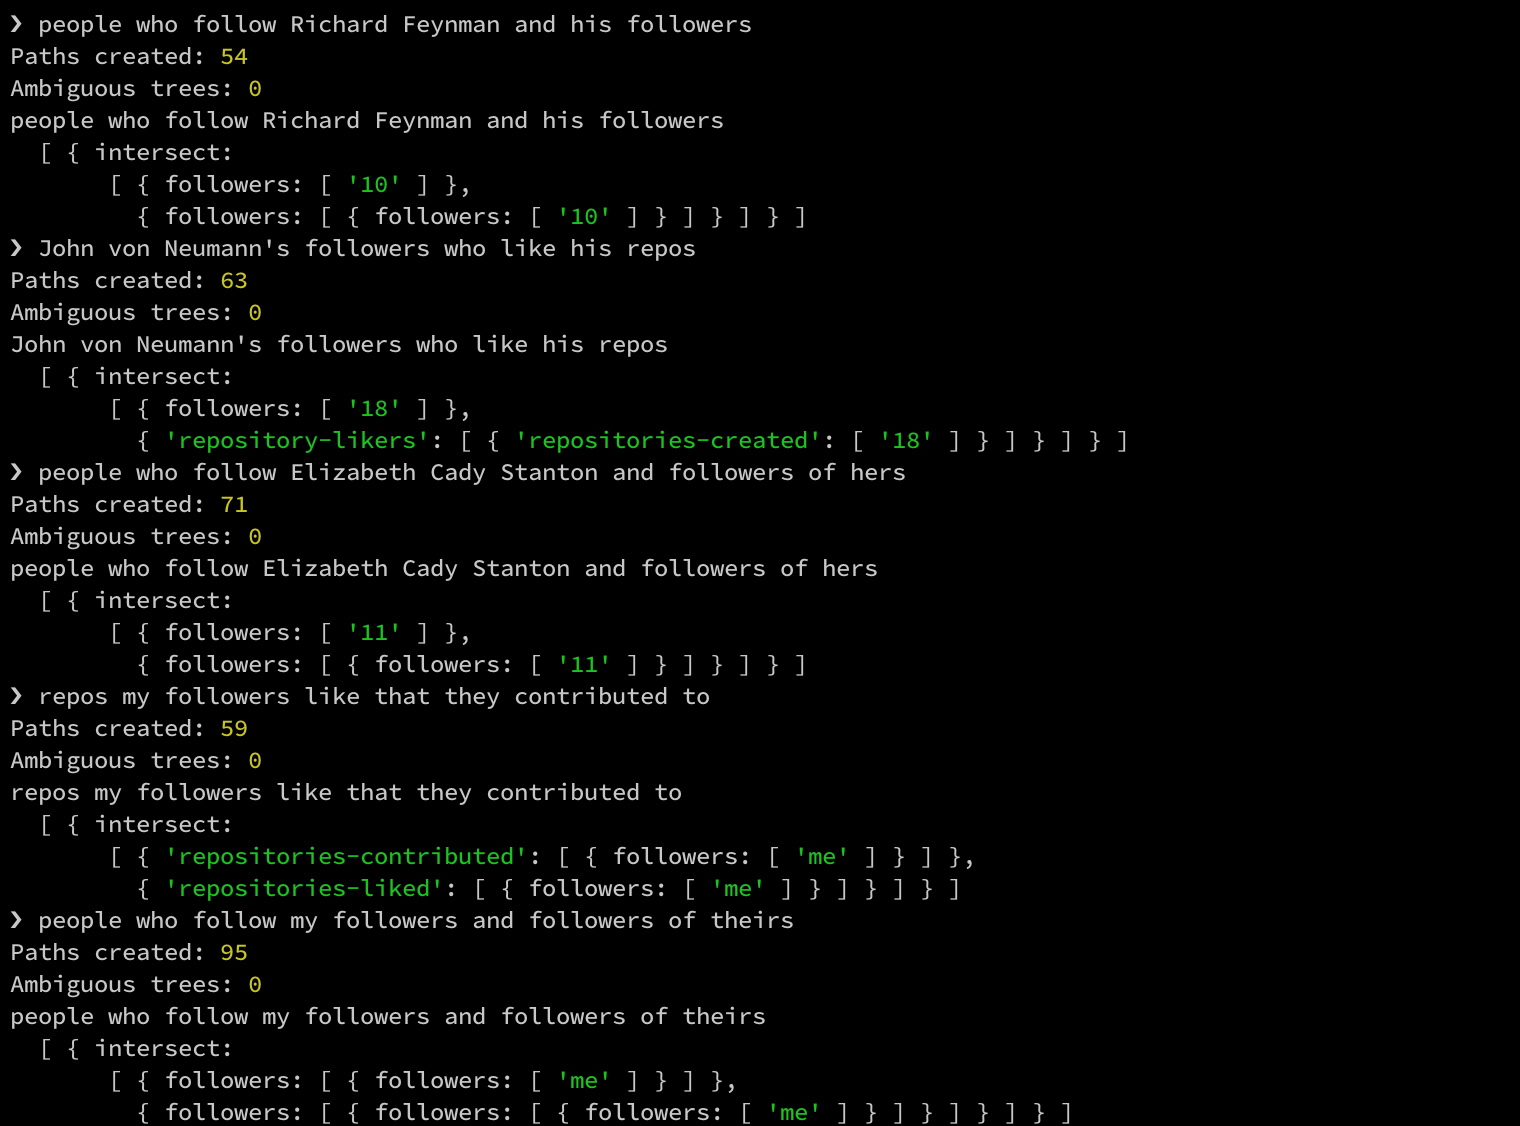 ❯ people who follow Richard Feynman and his followers
Paths created: 54
Ambiguous trees: 0
people who follow Richard Feynman and his followers
  [ { intersect:
       [ { followers: [ '10' ] },
         { followers: [ { followers: [ '10' ] } ] } ] } ]
❯ John von Neumann's followers who like his repos
Paths created: 63
Ambiguous trees: 0
John von Neumann's followers who like his repos
  [ { intersect:
       [ { followers: [ '18' ] },
         { 'repository-likers': [ { 'repositories-created': [ '18' ] } ] } ] } ]
❯ people who follow Elizabeth Cady Stanton and followers of hers
Paths created: 71
Ambiguous trees: 0
people who follow Elizabeth Cady Stanton and followers of hers
  [ { intersect:
       [ { followers: [ '11' ] },
         { followers: [ { followers: [ '11' ] } ] } ] } ]
❯ repos my followers like that they contributed to
Paths created: 59
Ambiguous trees: 0
repos my followers like that they contributed to
  [ { intersect:
       [ { 'repositories-contributed': [ { followers: [ 'me' ] } ] },
         { 'repositories-liked': [ { followers: [ 'me' ] } ] } ] } ]
❯ people who follow my followers and followers of theirs
Paths created: 95
Ambiguous trees: 0
people who follow my followers and followers of theirs
  [ { intersect:
       [ { followers: [ { followers: [ 'me' ] } ] },
         { followers: [ { followers: [ { followers: [ 'me' ] } ] } ] } ] } ]